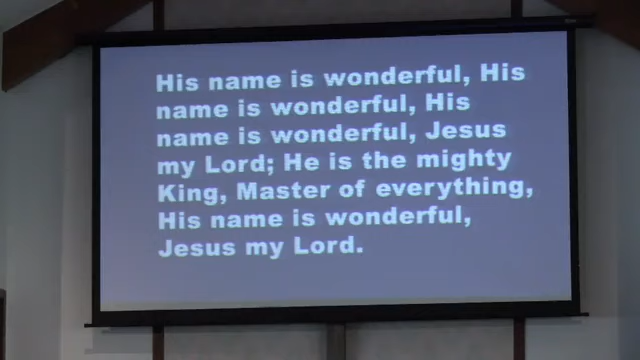 His name is wonderful, His
name is wonderful, His
name is wonderful, Jesus
my Lord; He is the mighty
King, Master of everything,
His name is wonderful,
Jesus my Lord.